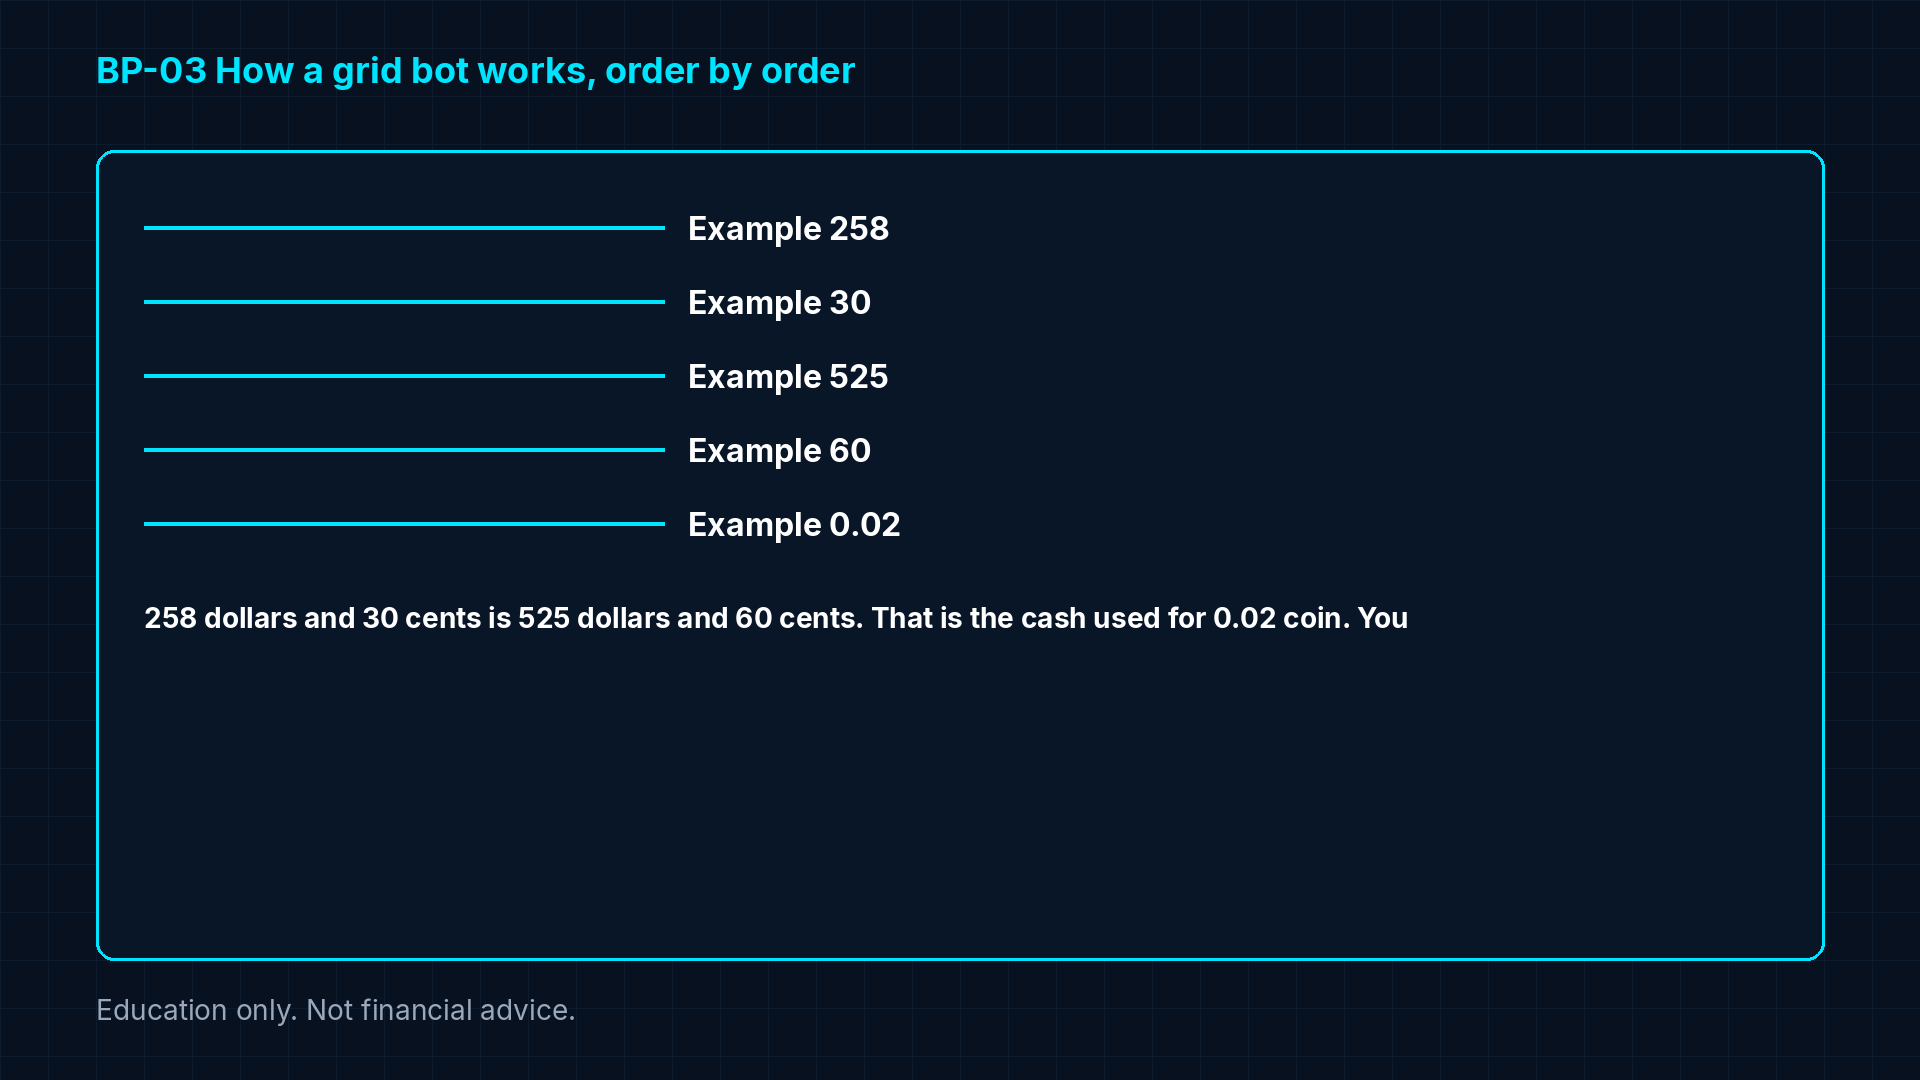 BP-03 How a grid bot works, order by order
Example 258
Example 30
Example 525
Example 60
Example 0.02
258 dollars and 30 cents is 525 dollars and 60 cents. That is the cash used for 0.02 coin. You
Education only. Not financial advice.